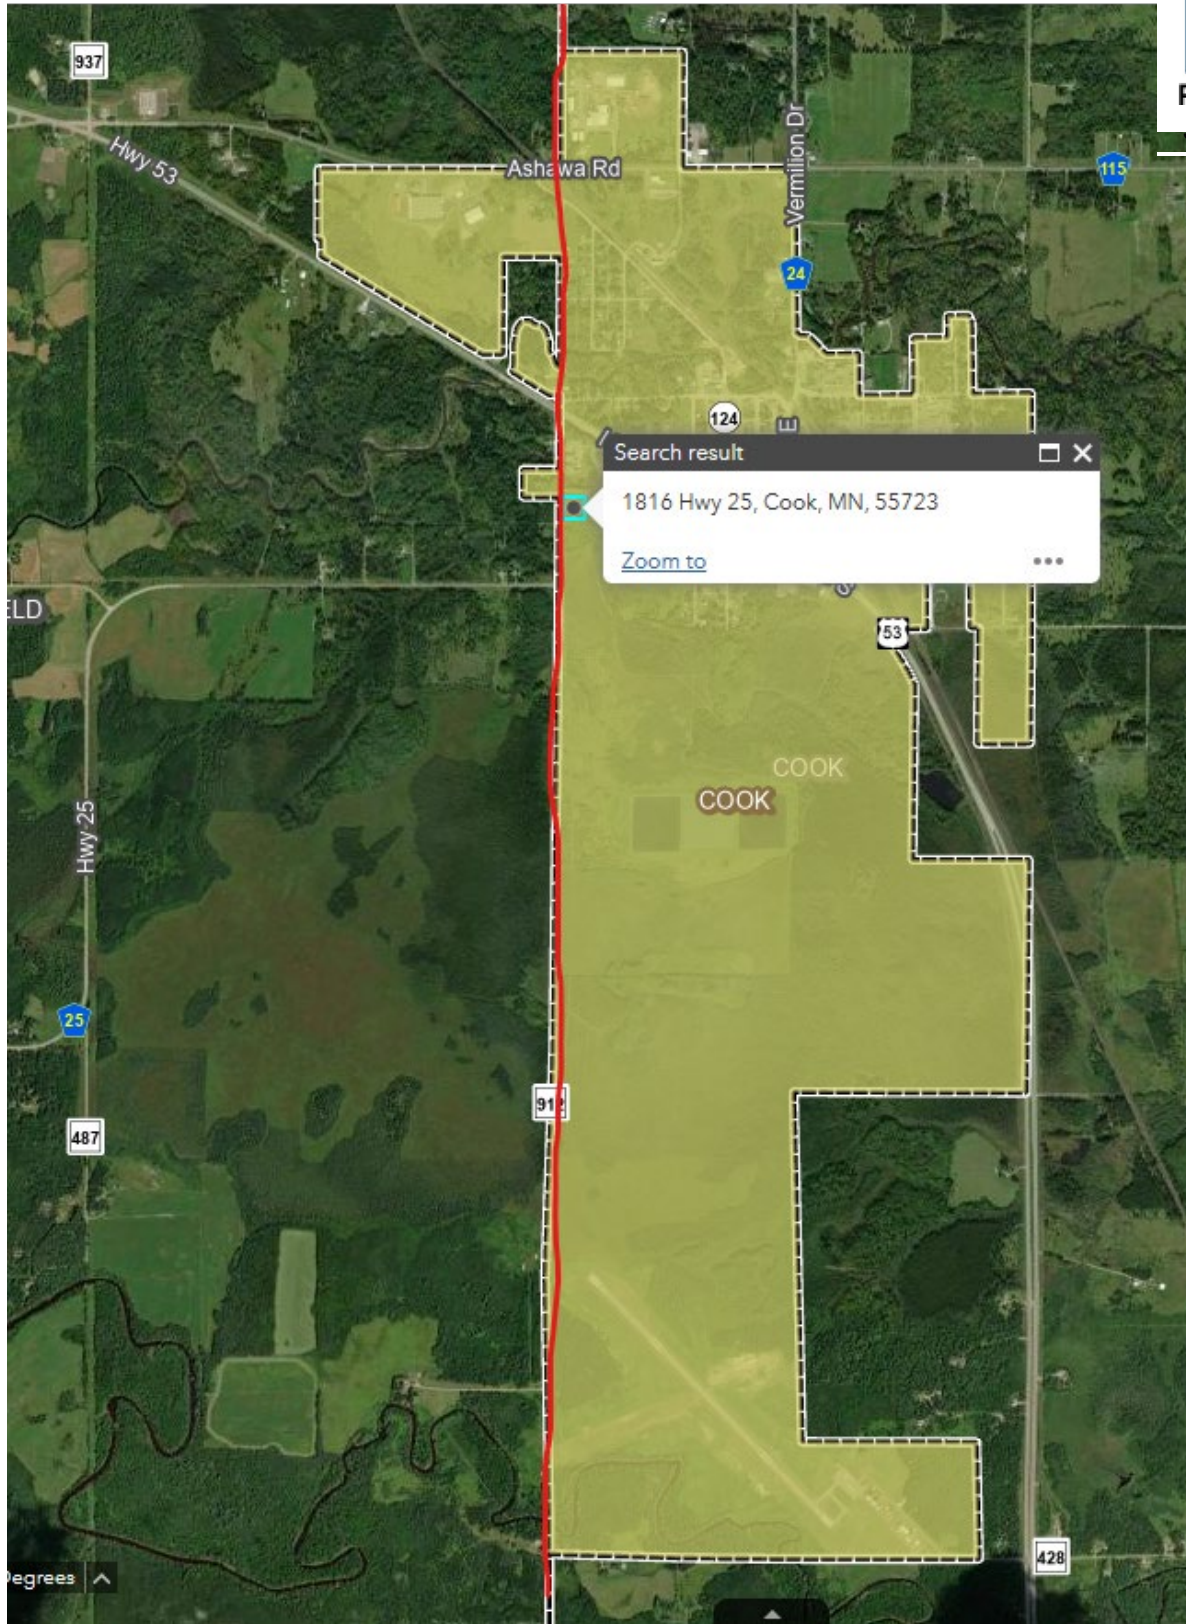 937
Hwy 53
Ashawa Rd
Vermilion Dr
115
24
124
E
Search result
1816 Hwy 25, Cook, MN, 55723
Zoom to
ELD
53
COOK
COOK
Hwy 25
25
912
487
428
Degrees